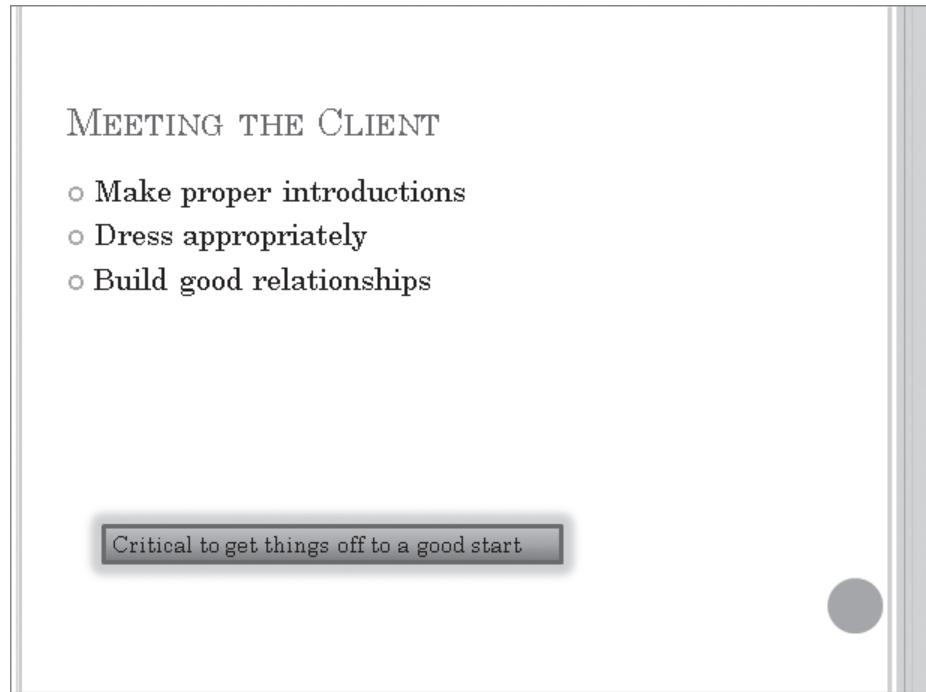 Meeting the Client
Make proper introductions
Dress appropriately
Build good relationships
Critical to get things off to a good start